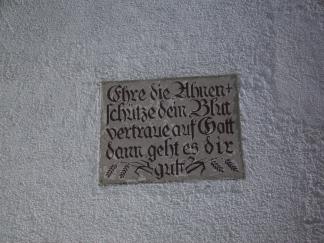 Ehre die Ahnen+
schütze dein Blut
vertraue auf Gott
dann geht es dir
gut